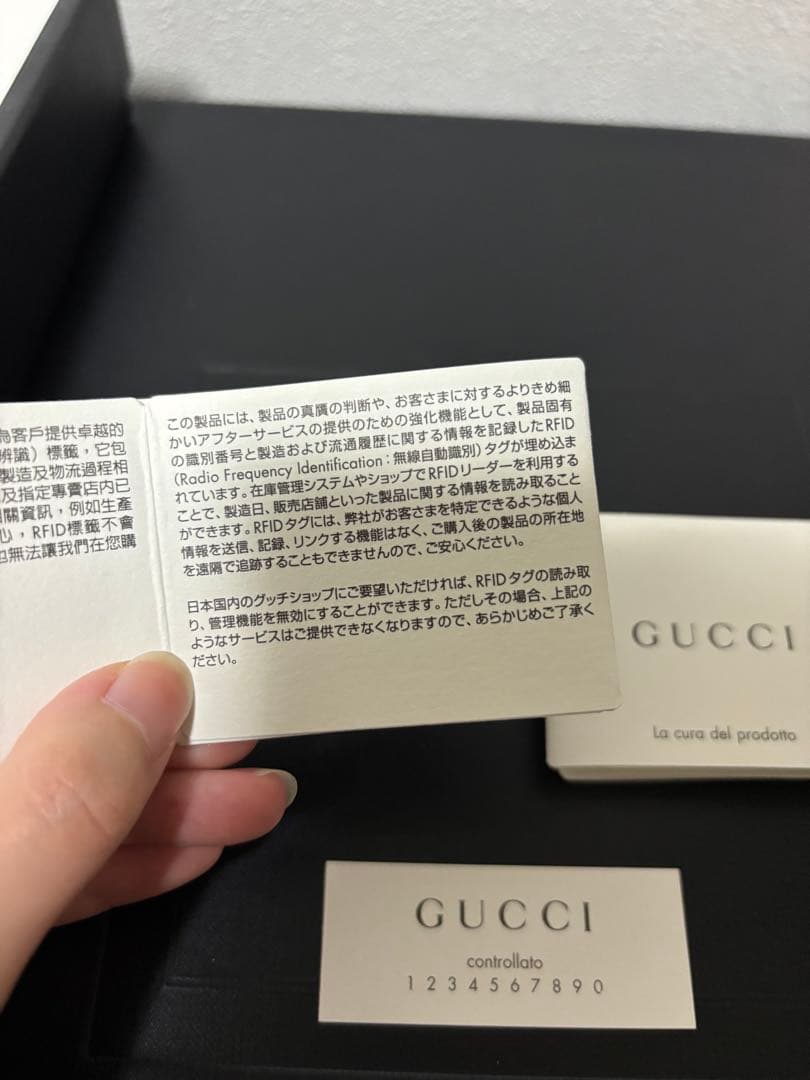 為客戶提供卓越的
辨識）標籤，它包
製造及物流過程相
及指定專賣店內已
相關資訊，例如生產
心，RFID標籤不會
也無法讓我們在您購
この製品には、製品の真贋の判断や、お客さまに対するよりきめ細
かいアフターサービスの提供のための強化機能として、製品固有
の識別番号と製造および流通履歴に関する情報を記録したRFID
（Radio Frequency Identification：無線自動識別）タグが埋め込ま
れています。在庫管理システムやショップでRFIDリーダーを利用する
ことで、製造日、販売店舗といった製品に関する情報を読み取ること
ができます。RFIDタグには、弊社がお客さまを特定できるような個人
情報を送信、記録、リンクする機能はなく、ご購入後の製品の所在地
を遠隔で追跡することもできませんので、ご安心ください。
日本国内のグッチショップにご要望いただければ、RFIDタグの読み取
り、管理機能を無効にすることができます。ただしその場合、上記の
ようなサービスはご提供できなくなりますので、あらかじめご了承く
ださい。
GUCCI
La cura del prodotto
GUCCI
controllato
1 2 3 4 5 6 7 8 9 0